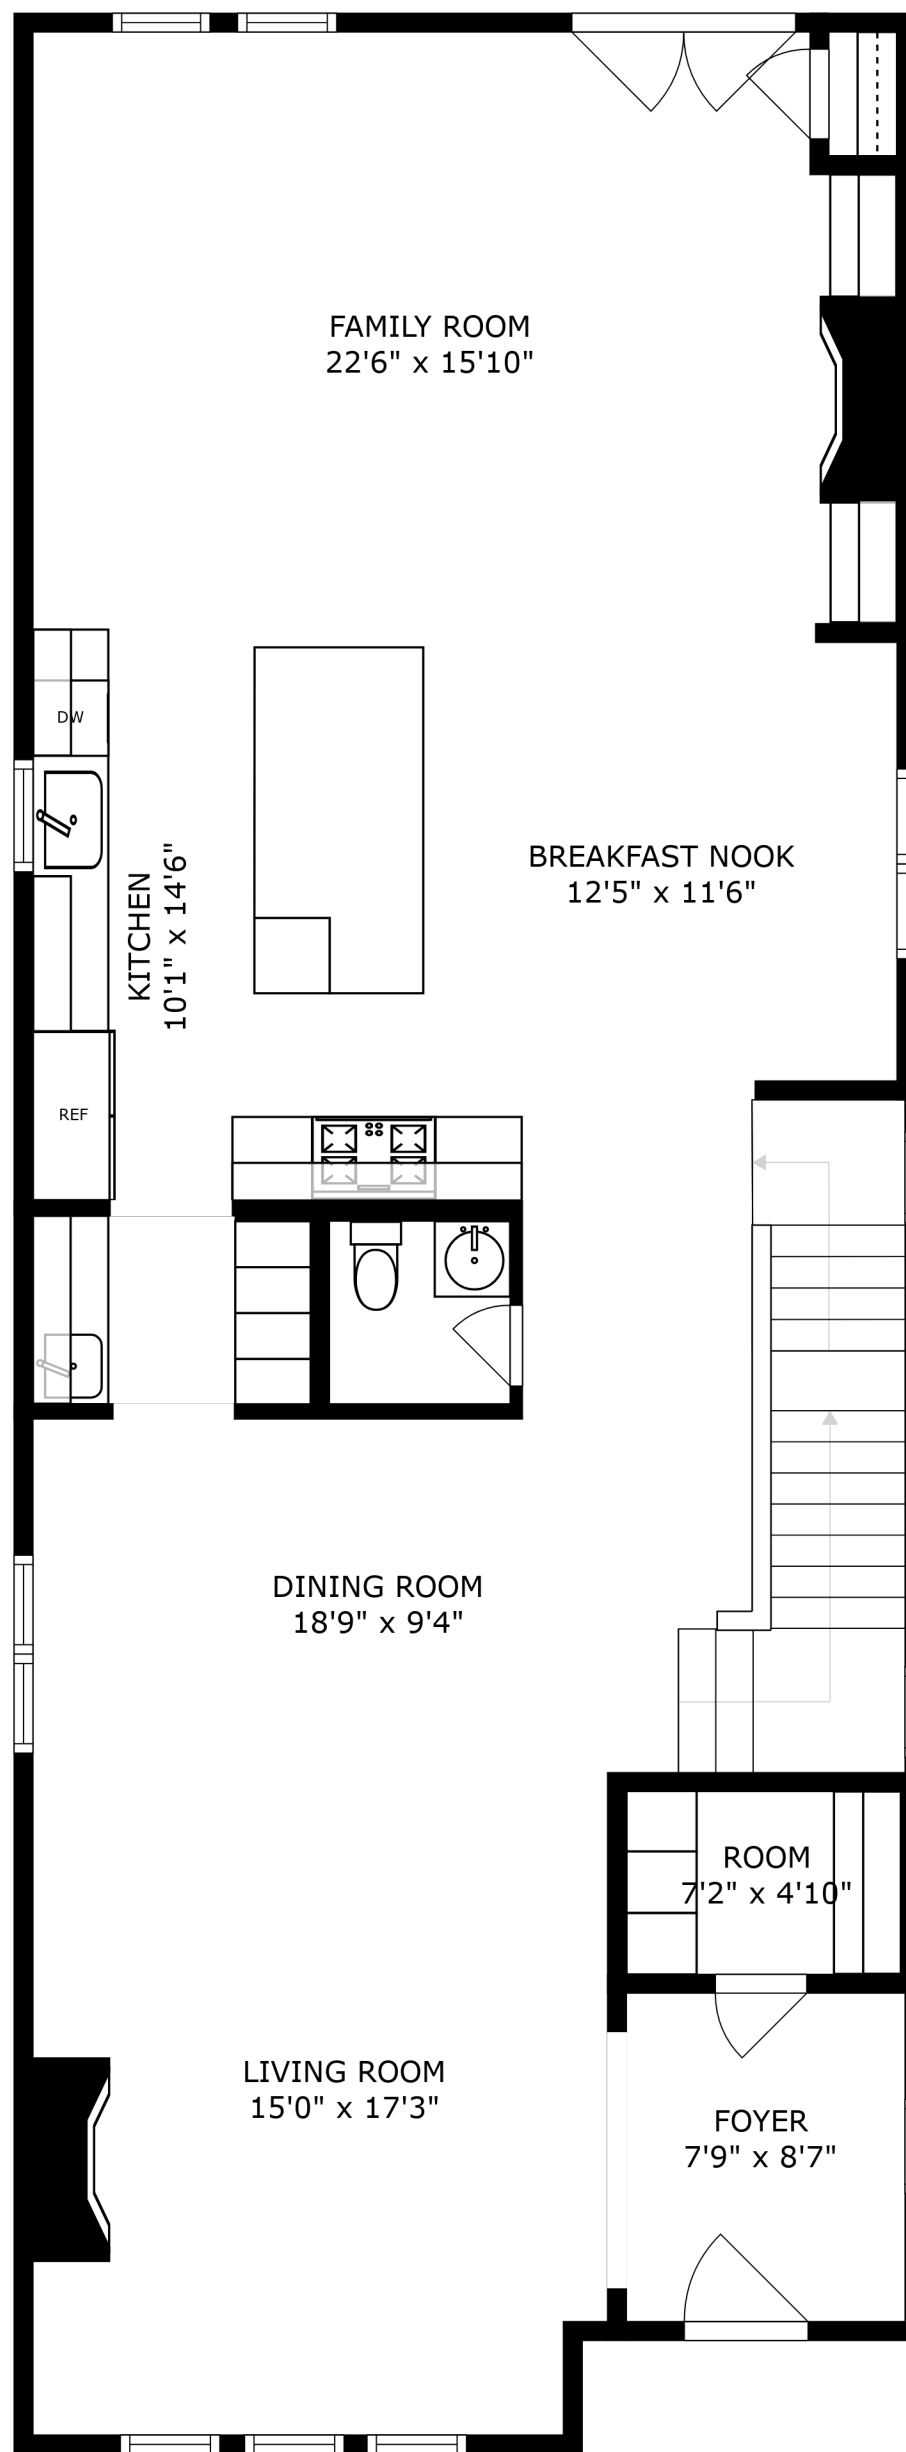 FAMILY ROOM
22'6" x 15'10"
DW
BREAKFAST NOOK
12'5" x 11'6"
KITCHEN
10'1" x 14'6"
REF
DINING ROOM
18'9" x 9'4"
ROOM
7'2" x 4'10"
LIVING ROOM
15'0" x 17'3"
FOYER
7'9" x 8'7"